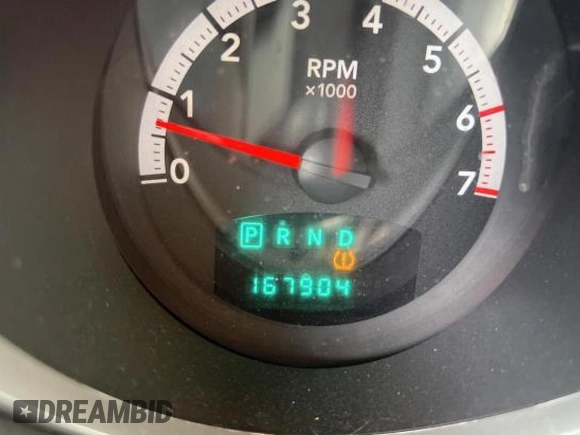 0 1 2 3 4 5 6 7
RPM
×1000
P R N D
167904
DREAMBID